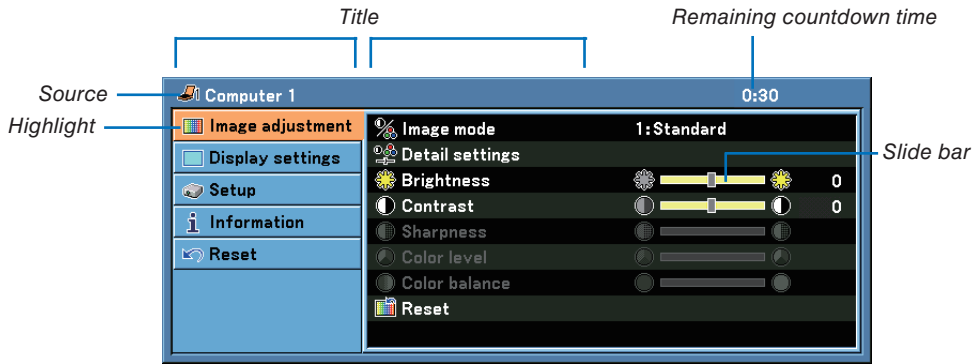 Title
Remaining countdown time
Source
Computer 1
0:30
Highlight
Image adjustment
Display settings
Setup
Information
Reset
Image mode 1:Standard
Detail settings
Brightness 0
Contrast 0
Sharpness
Color level
Color balance
Reset
Slide bar